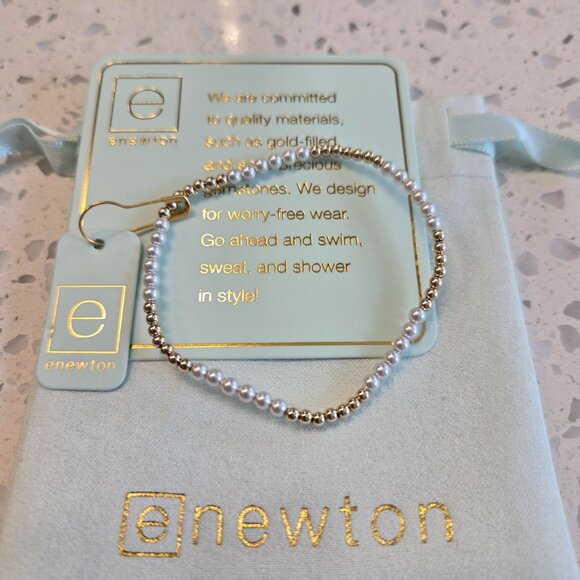 e
enewton
We are committed
to quality materials,
such as gold-filled
and precious
gemstones. We design
for worry-free wear.
Go ahead and swim,
sweat, and shower
in style!
e
enewton
enewton